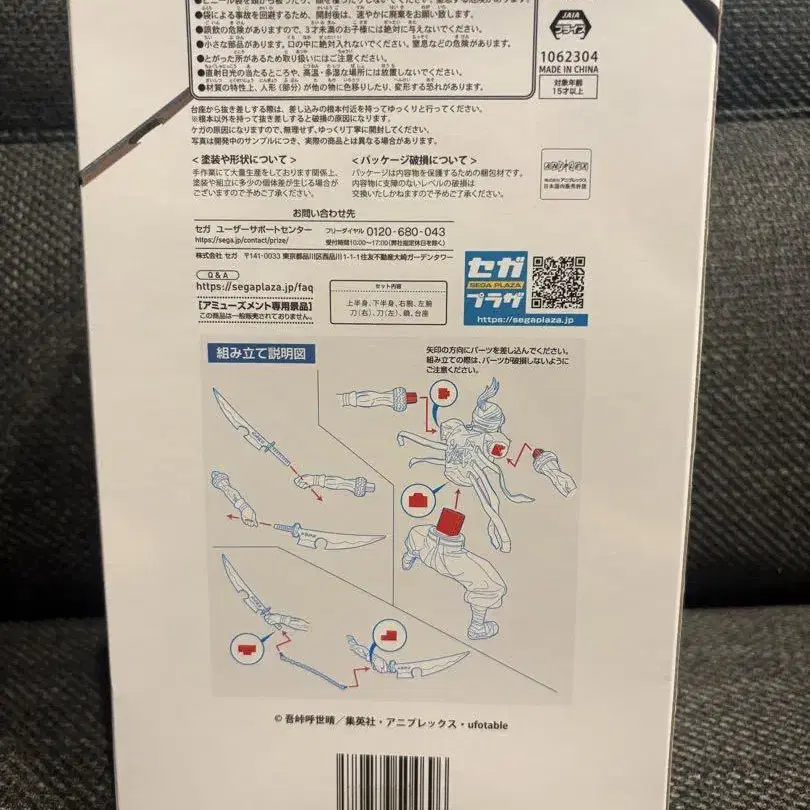 ●袋による事故を回避するため、開封後は、速やかに廃棄をお願い致します。
●誤飲の危険がありますので、3才未満のお子様には絶対に与えないでください。
●小さな部品があります。口の中に絶対入れないでください。窒息などの危険があります。
●とがった所があるため取り扱いにはご注意ください。
●直射日光の当たるところや、高温・多湿な場所には放置しないでください。
●材質の特性上、人形(部分)が他の物に色移りしたり、変形する恐れがあります。
JAIA
プライズ
1062304
MADE IN CHINA
対象年齢
15才以上
台座から抜き差しする際は、差し込みの根本付近を持ってゆっくりと行ってください。
※根本以外を持って抜き差しすると破損の原因になります。
ケガの原因になりますので、無理せず、ゆっくり丁寧に開封してください。
写真は開発中のサンプルにつき、実際の商品とは異なる場合があります。
<塗装や形状について>
手作業にて大量生産をしております関係上、
塗装や組立に多少の個体差が生じる場合が
ございますので予めご了承ください。
<パッケージ破損について>
パッケージは内容物を保護するための梱包材です。
内容物に支障のないレベルの破損は
交換いたしかねますので予めご了承ください。
株式会社 アニプレックス
日本国内販売許諾
お問い合わせ先
セガ ユーザーサポートセンター
https://sega.jp/contact/prize/
フリーダイヤル 0120-680-043
受付時間10:00〜17:00(弊社指定休日を除く)
株式会社 セガ 〒141-0033 東京都品川区西品川1-1-1住友不動産大崎ガーデンタワー
Q&A
https://segaplaza.jp/faq
【アミューズメント専用景品】
この商品は一般販売されておりません。
セット内容
上半身、下半身、右腕、左腕
刀(右)、刀(左)、鎖、台座
セガ
SEGA PLAZA
プラザ
https://segaplaza.jp
組み立て説明図
矢印の方向にパーツを差し込んでください。
組み立ての際は、パーツが破損しないように
ご注意ください。
© 吾峠呼世晴/集英社・アニプレックス・ufotable